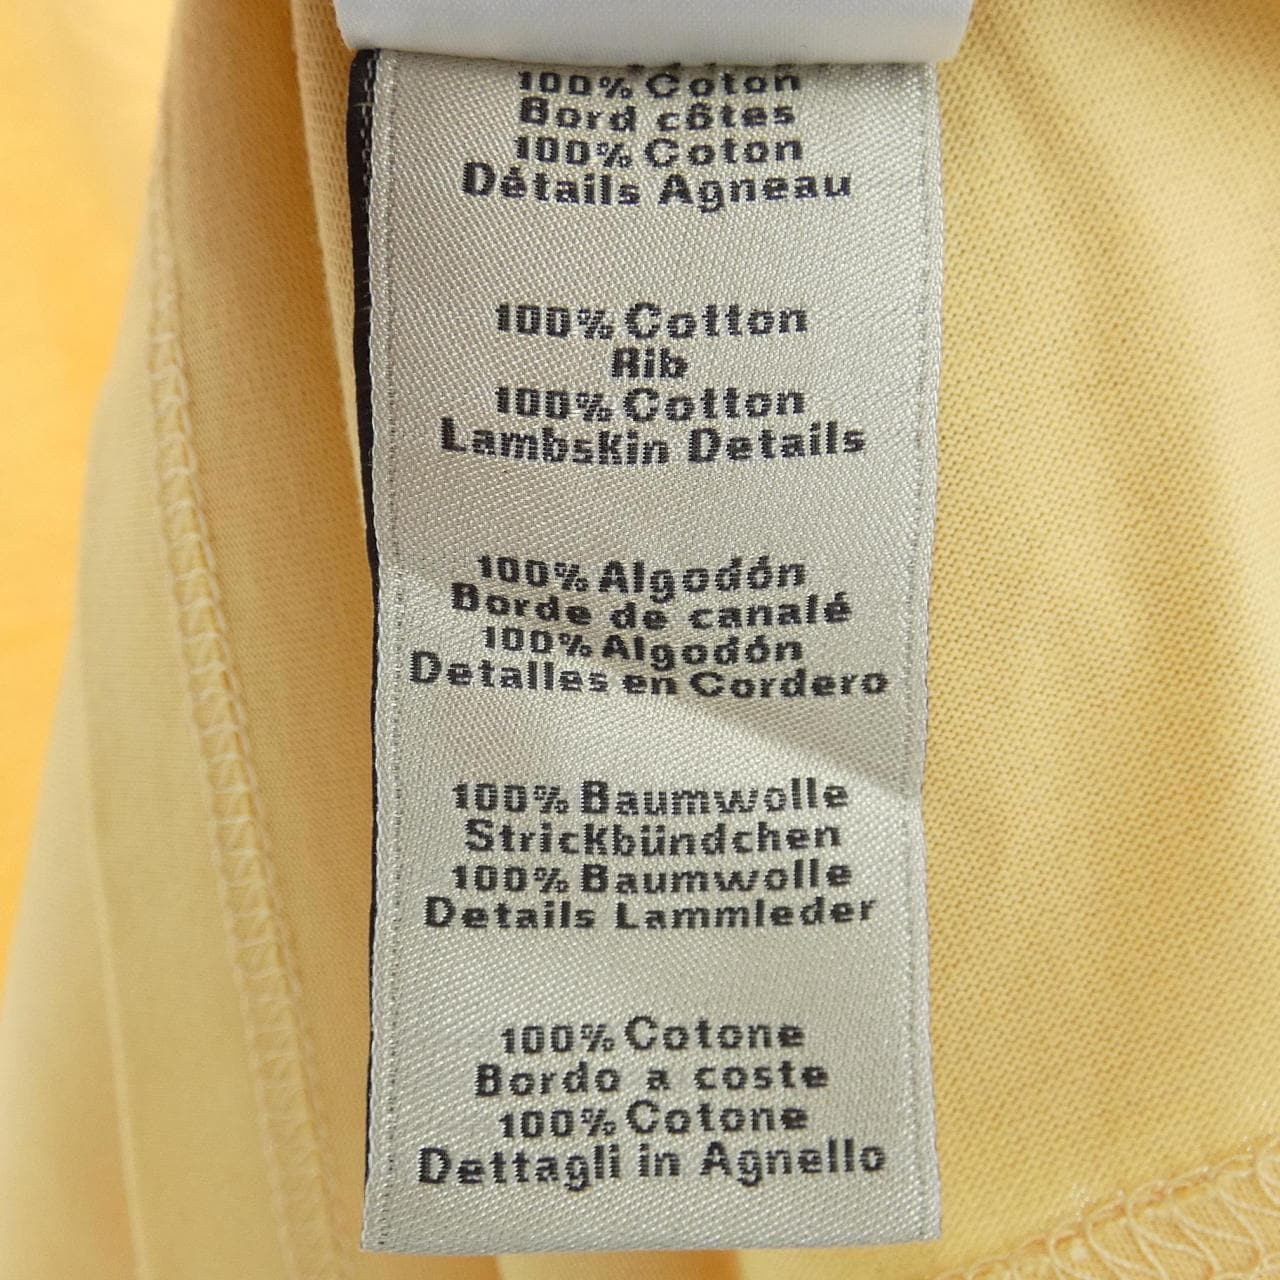 100% Coton
Bord côtes
100% Coton
Détails Agneau
100% Cotton
Rib
100% Cotton
Lambskin Details
100% Algodón
Borde de canalé
100% Algodón
Detalles en Cordero
100% Baumwolle
Strickbündchen
100% Baumwolle
Details Lammleder
100% Cotone
Bordo a coste
100% Cotone
Dettagli in Agnello